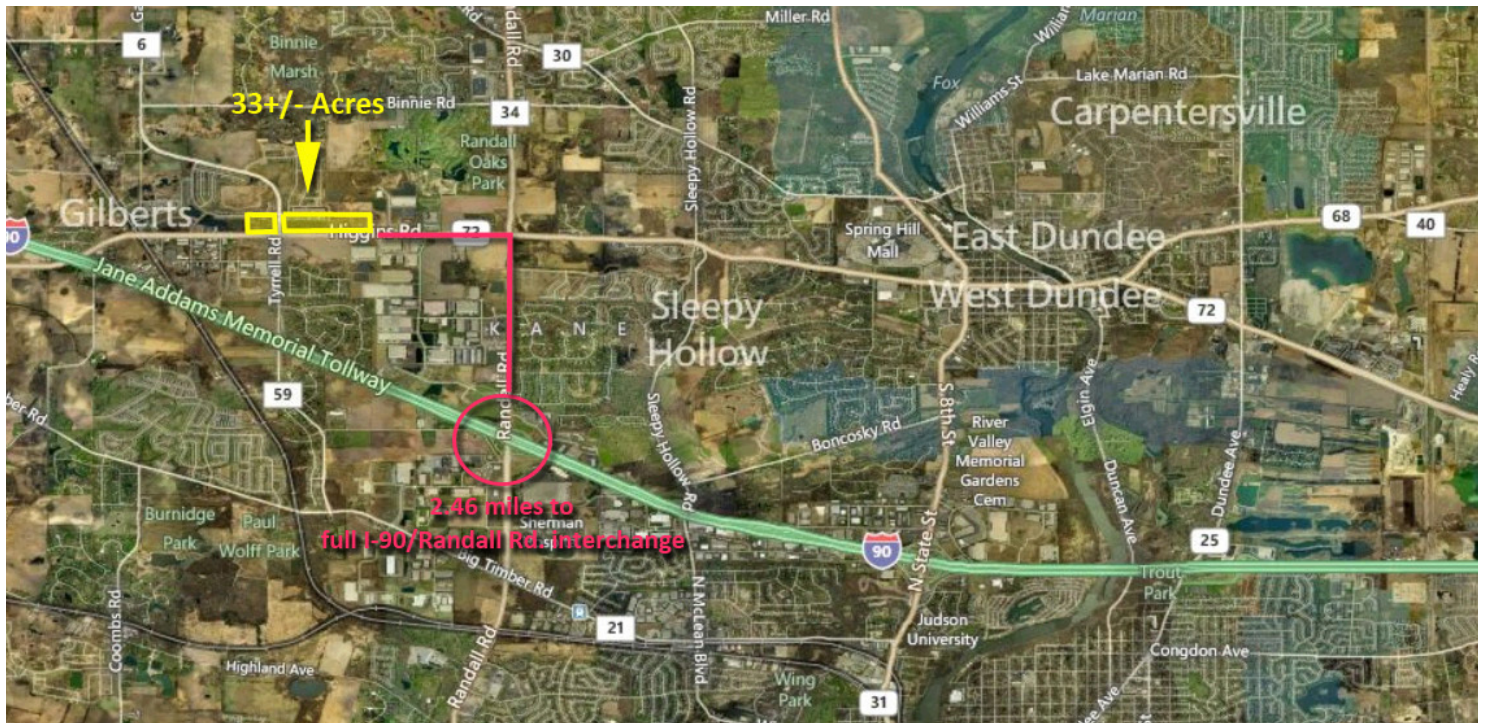 Miller Rd
Marian
6
Binnie
Marsh
30
Lake Marian Rd
Fox
Williams St
33+/- Acres
Binnie Rd
34
Carpentersville
Sleepy Hollow Rd
Randall
Oaks
Park
Gilberts
Higgins Rd
72
68
40
Spring Hill
Mall
East Dundee
Tyrrell Rd
Jane Addams Memorial Tollway
Sleepy
Hollow
West Dundee
72
K A N E
59
Randall Rd
S 8th St
Elgin Ave
Healy Rd
Boncosky Rd
River
Valley
Memorial
Gardens
Cem
Sleepy Hollow Rd
Dundee Ave
Duncan Ave
2.46 miles to
full I-90/Randall Rd interchange
Burnidge
Park
Paul
Wolff Park
Sherman
Big Timber Rd
90
N State St
25
Trout
Park
21
N McLean Blvd
Judson
University
Coombs Rd
Highland Ave
Randall Rd
Congdon Ave
Wing
Park
31